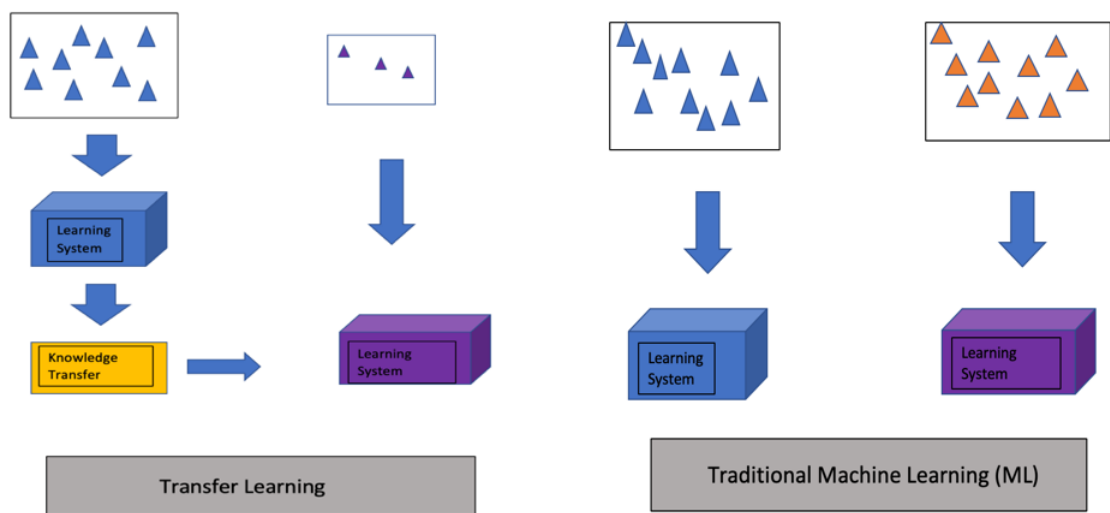 Learning
System
Knowledge
Transfer
Learning
System
Transfer Learning
Learning
System
Learning
System
Traditional Machine Learning (ML)